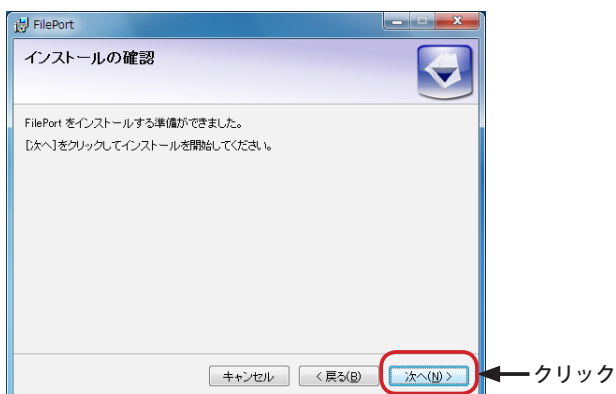 FilePort
インストールの確認
FilePort をインストールする準備ができました。
[次へ]をクリックしてインストールを開始してください。
キャンセル < 戻る(B) 次へ(N) > クリック